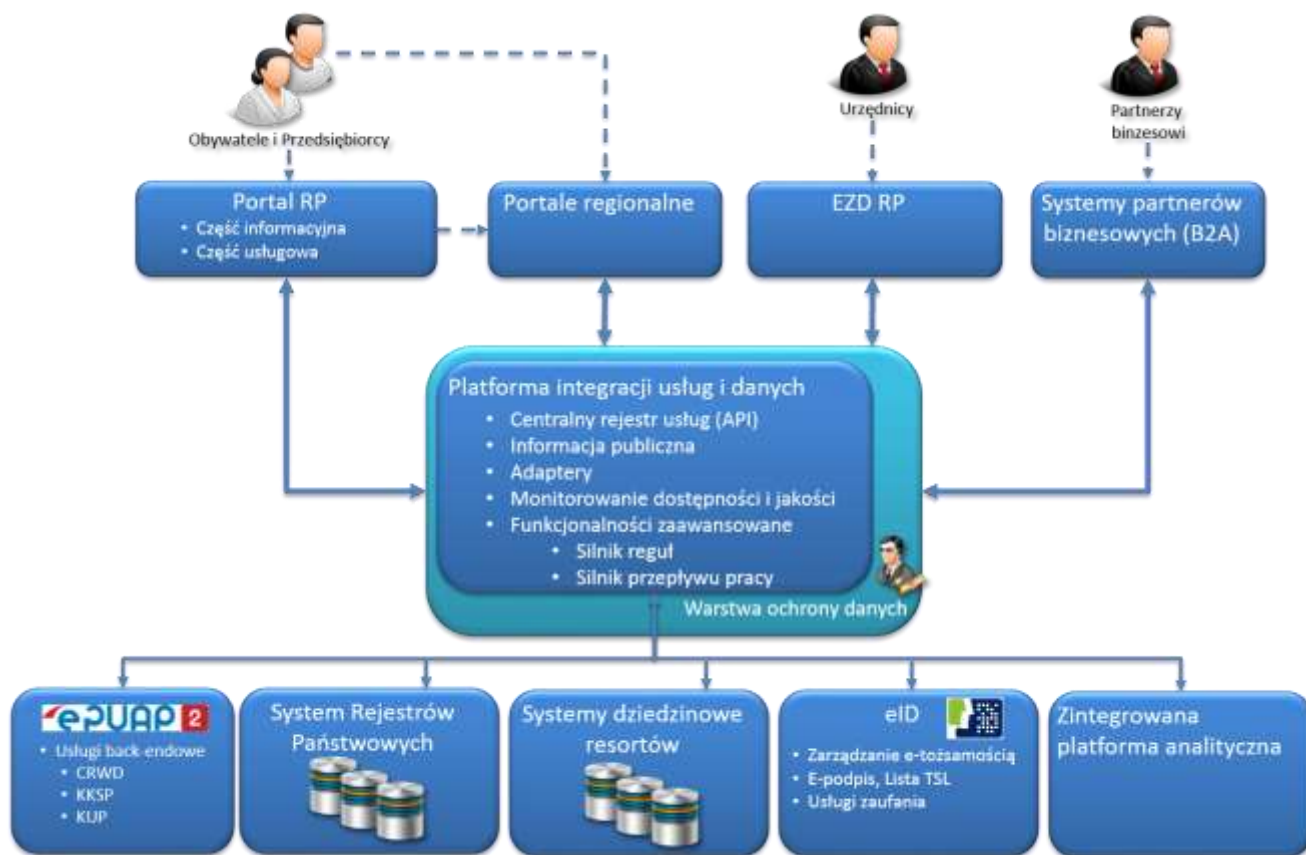 Obywatele i Przedsiębiorcy
Urzędnicy
Partnerzy
binzesowi
Portal RP
• Część informacyjna
• Część usługowa
Portale regionalne
EZD RP
Systemy partnerów
biznesowych (B2A)
Platforma integracji usług i danych
• Centralny rejestr usług (API)
• Informacja publiczna
• Adaptery
• Monitorowanie dostępności i jakości
• Funkcjonalności zaawansowane
• Silnik reguł
• Silnik przepływu pracy
Warstwa ochrony danych
ePUAP 2
• Usługi back-endowe
• CRWD
• KKSP
• KUP
System Rejestrów
Państwowych
Systemy dziedzinowe
resortów
eID
• Zarządzanie e-tożsamością
• E-podpis, Lista TSL
• Usługi zaufania
Zintegrowana
platforma analityczna